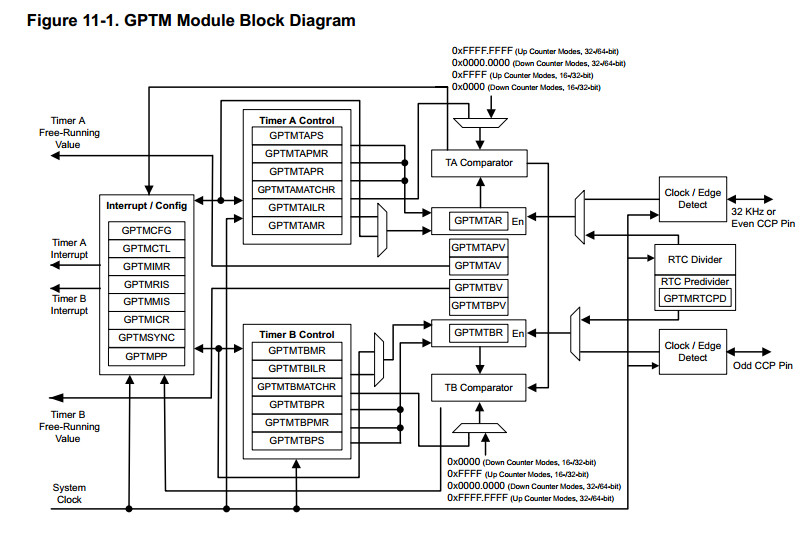 Figure 11-1. GPTM Module Block Diagram
0xFFFF.FFFF (Up Counter Modes, 32-/64-bit)
0x0000.0000 (Down Counter Modes, 32-/64-bit)
0xFFFF (Up Counter Modes, 16-/32-bit)
0x0000 (Down Counter Modes, 16-/32-bit)
Timer A
Free-Running
Value
Timer A Control
GPTMTAPS
GPTMTAPMR
GPTMTAPR
GPTMTAMATCHR
GPTMTAILR
GPTMTAMR
TA Comparator
Clock / Edge
Detect
32 KHz or
Even CCP Pin
Interrupt / Config
GPTMCFG
GPTMCTL
GPTMIMR
GPTMRIS
GPTMMIS
GPTMICR
GPTMSYNC
GPTMPP
GPTMTAR
En
Timer A
Interrupt
Timer B
Interrupt
GPTMTAPV
GPTMTAV
GPTMTBV
GPTMTBPV
RTC Divider
RTC Predivider
GPTMRTCPD
Timer B Control
GPTMTBMR
GPTMTBILR
GPTMTBMATCHR
GPTMTBPR
GPTMTBPMR
GPTMTBPS
GPTMTBR
En
Clock / Edge
Detect
Odd CCP Pin
TB Comparator
Timer B
Free-Running
Value
0x0000 (Down Counter Modes, 16-/32-bit)
0xFFFF (Up Counter Modes, 16-/32-bit)
0x0000.0000 (Down Counter Modes, 32-/64-bit)
0xFFFF.FFFF (Up Counter Modes, 32-/64-bit)
System
Clock